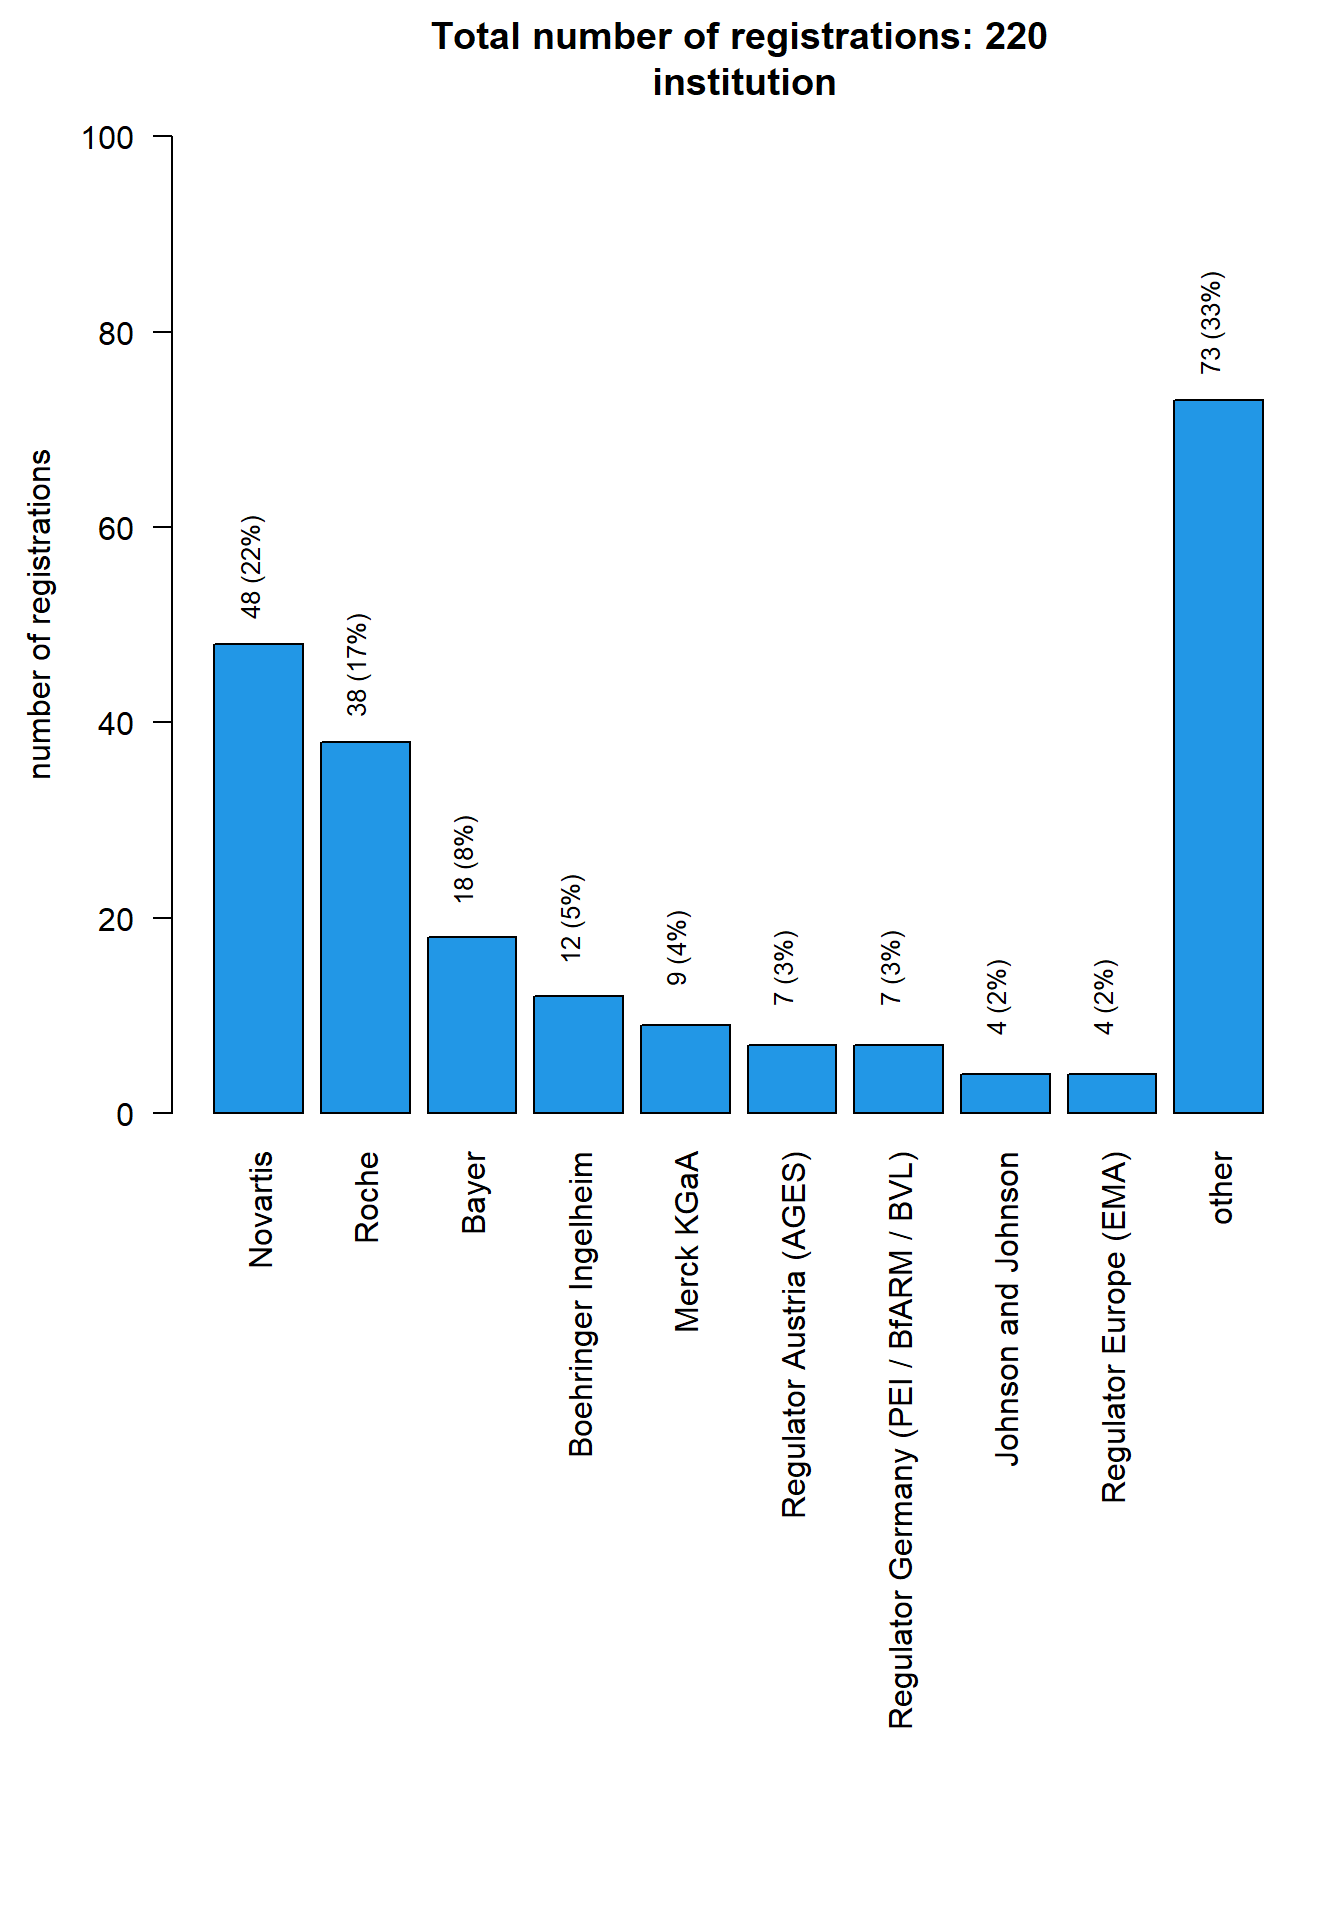 Total number of registrations: 220
institution
number of registrations
100
80
60
40
20
0
48 (22%)
38 (17%)
18 (8%)
12 (5%)
9 (4%)
7 (3%)
7 (3%)
4 (2%)
4 (2%)
73 (33%)
Novartis
Roche
Bayer
Boehringer Ingelheim
Merck KGaA
Regulator Austria (AGES)
Regulator Germany (PEI / BfARM / BVL)
Johnson and Johnson
Regulator Europe (EMA)
other